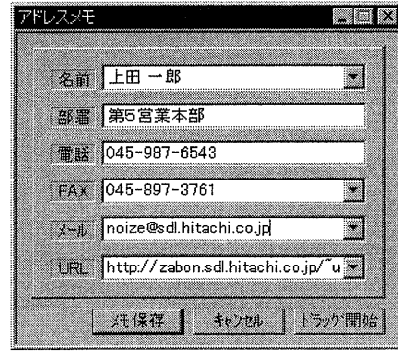 アドレスメモ
名前 上田 一郎
部署 第5営業本部
電話 045-987-6543
FAX 045-897-3761
メール noize@sdl.hitachi.co.jp
URL http://zabon.sdl.hitachi.co.jp/~u
メモ保存 キャンセル ドラッグ開始